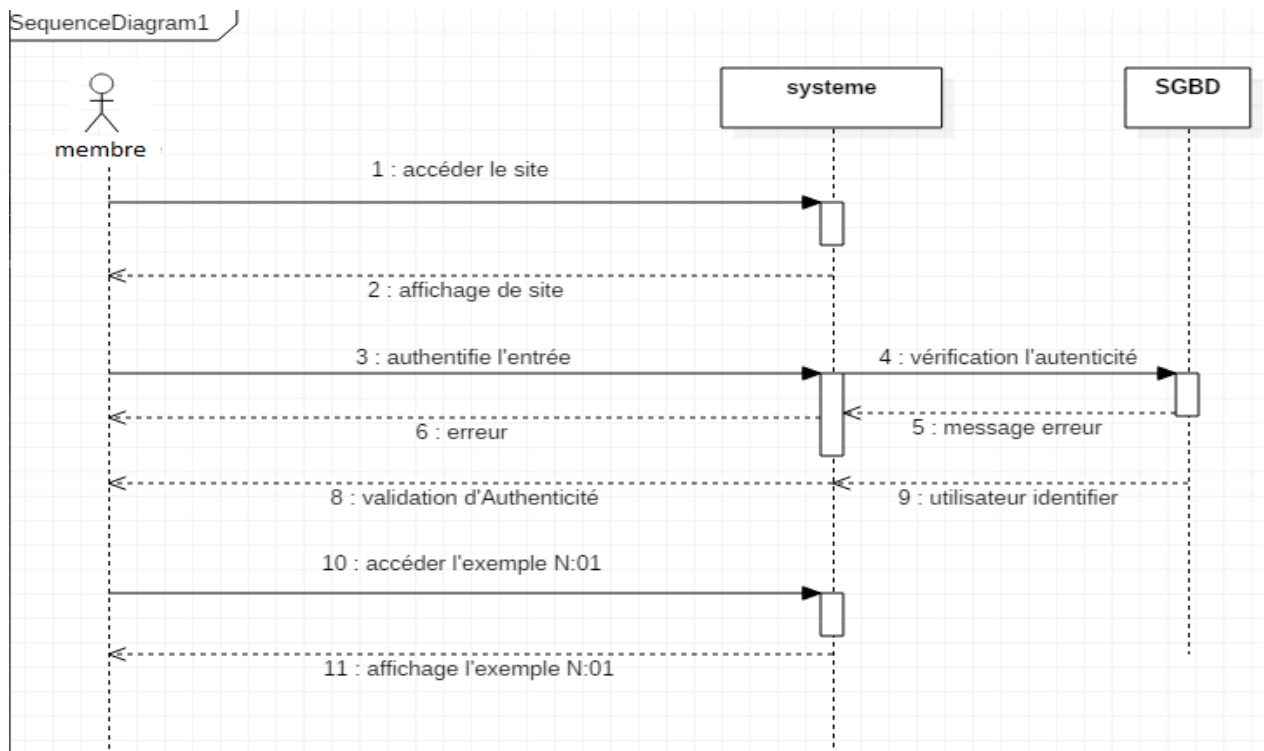 SequenceDiagram1
systeme
SGBD
membre
1 : accéder le site
2 : affichage de site
3 : authentifie l'entrée
4 : vérification l'autenticité
5 : message erreur
6 : erreur
8 : validation d'Authenticité
9 : utilisateur identifier
10 : accéder l'exemple N:01
11 : affichage l'exemple N:01